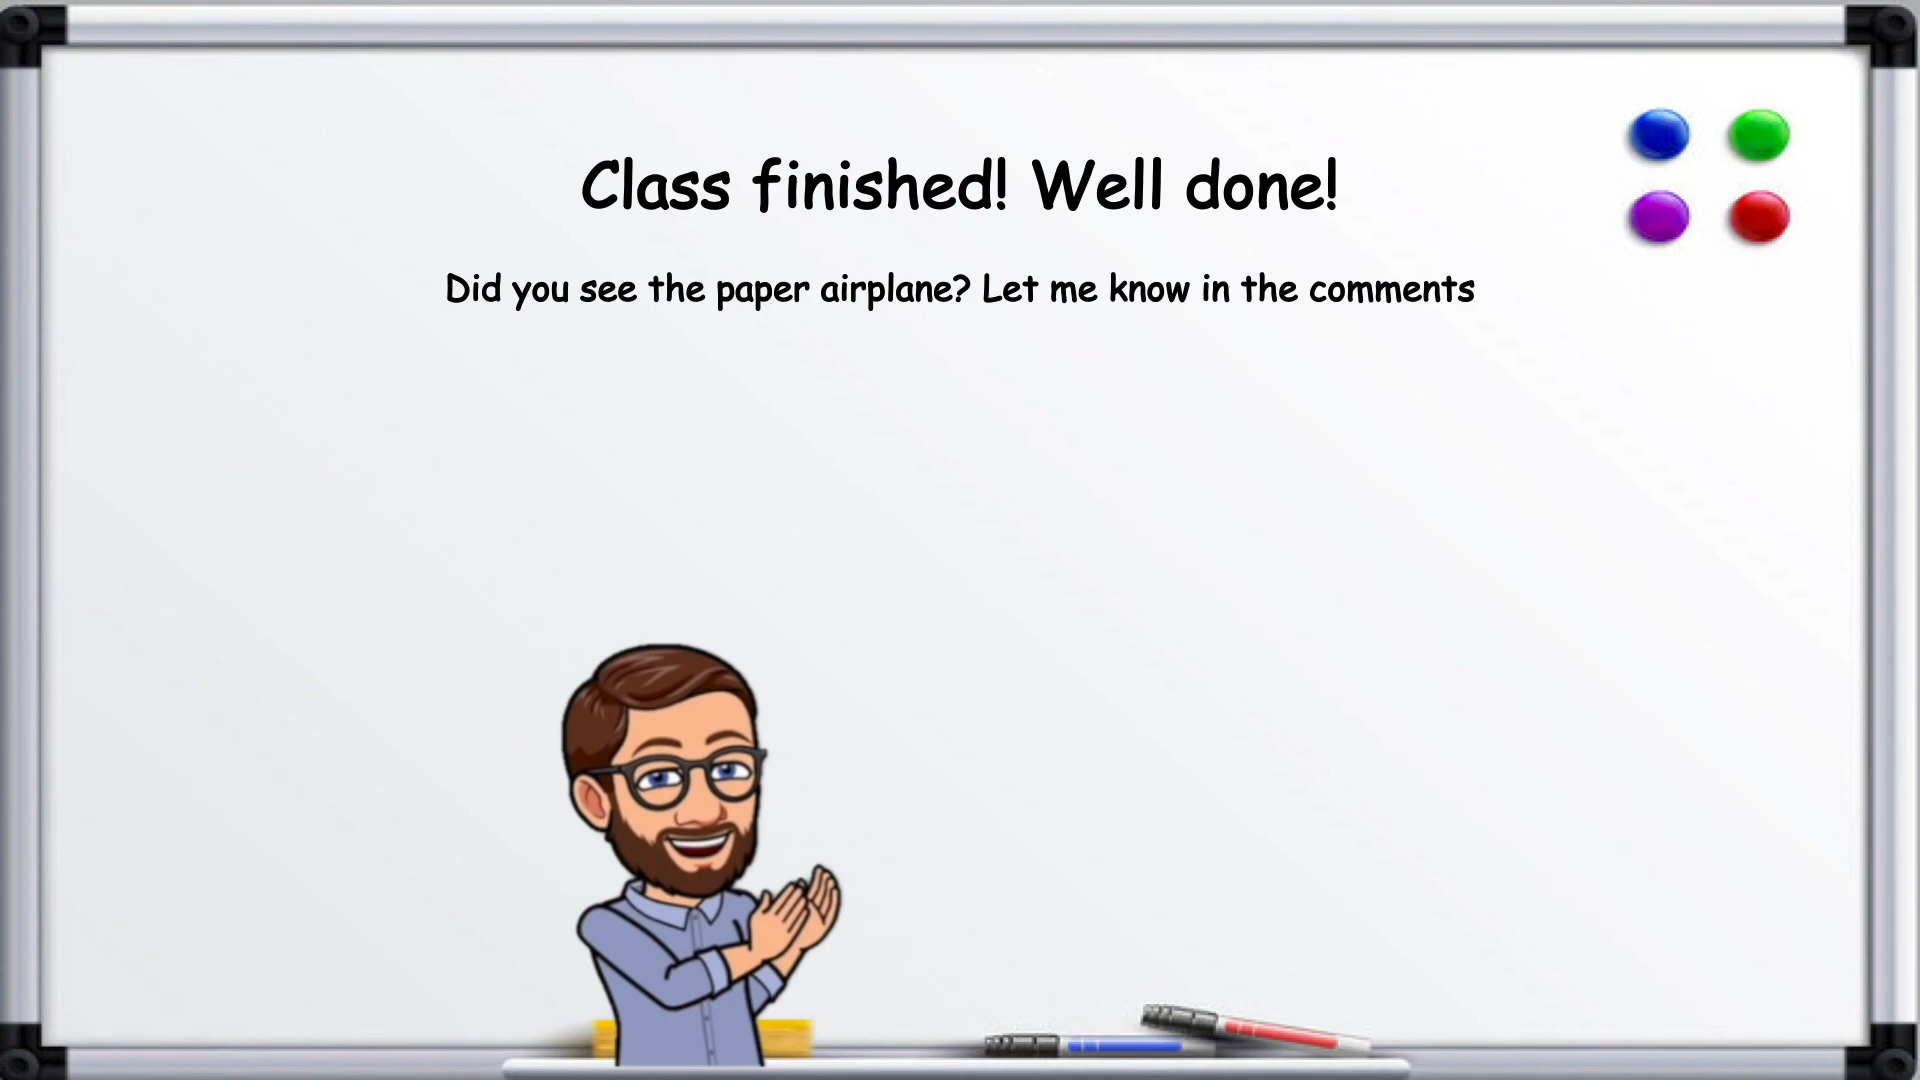 Class finished! Well done!
Did you see the paper airplane? Let me know in the comments